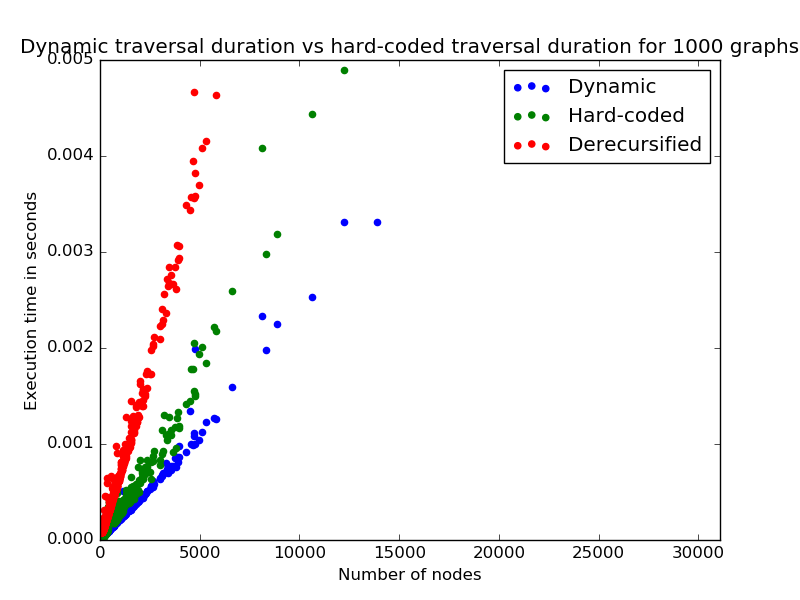 Dynamic traversal duration vs hard-coded traversal duration for 1000 graphs
0.005
0.004
0.003
0.002
0.001
0.000
Execution time in seconds
Dynamic
Hard-coded
Derecursified
0 5000 10000 15000 20000 25000 30000
Number of nodes